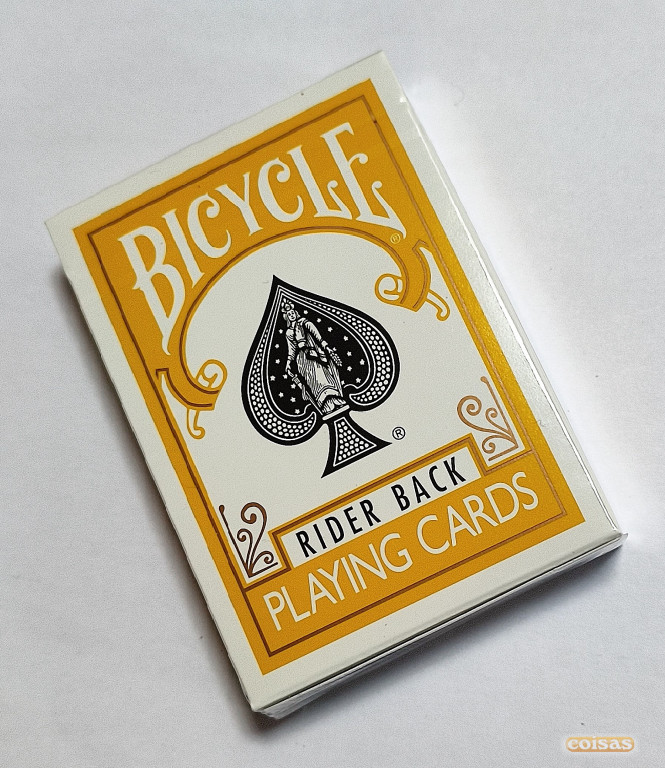 BICYCLE®
®
RIDER BACK
PLAYING CARDS
coisas